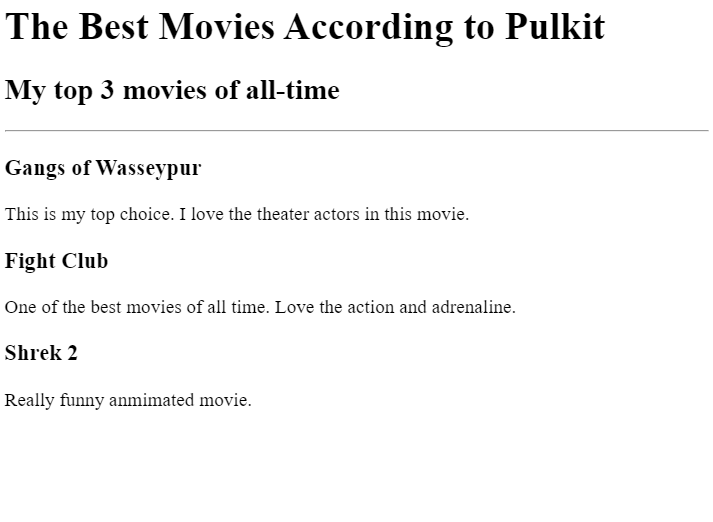 The Best Movies According to Pulkit
My top 3 movies of all-time
Gangs of Wasseypur
This is my top choice. I love the theater actors in this movie.
Fight Club
One of the best movies of all time. Love the action and adrenaline.
Shrek 2
Really funny anmimated movie.